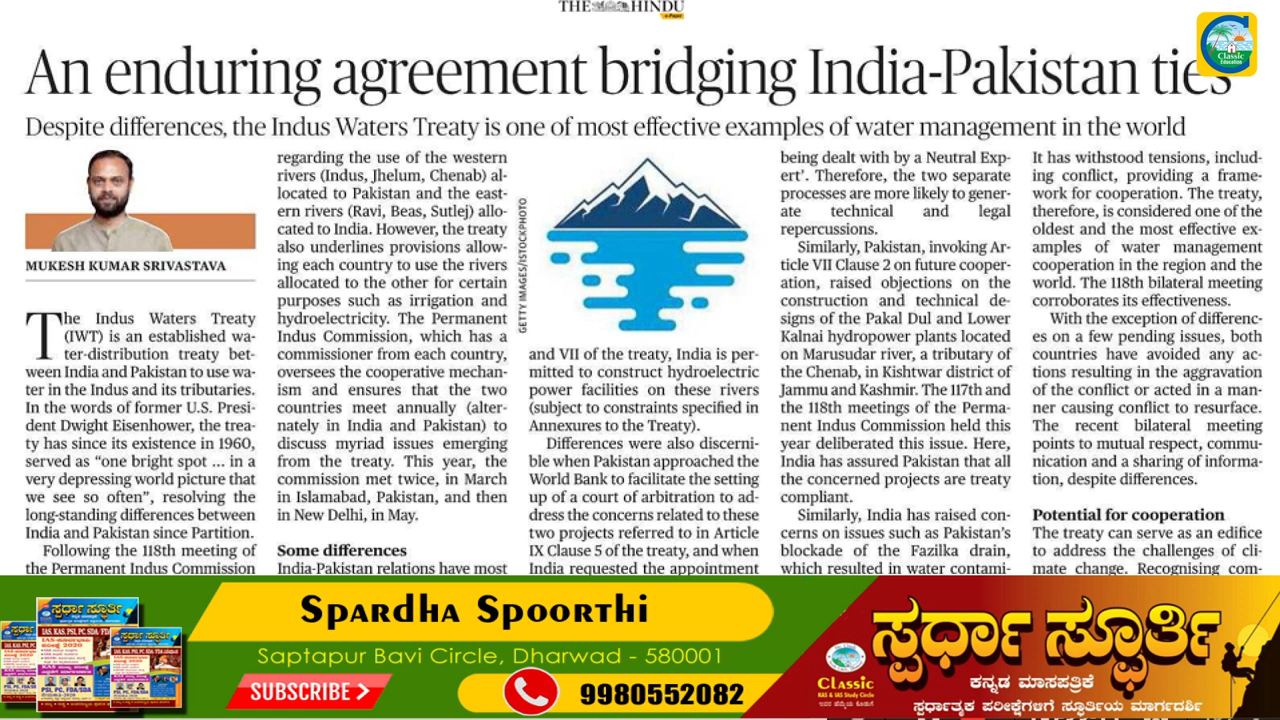 THE HINDU
e-Paper
Classic
Education
An enduring agreement bridging India-Pakistan ties
Despite differences, the Indus Waters Treaty is one of most effective examples of water management in the world
MUKESH KUMAR SRIVASTAVA
The Indus Waters Treaty
(IWT) is an established wa-
ter-distribution treaty bet-
ween India and Pakistan to use wa-
ter in the Indus and its tributaries.
In the words of former U.S. Presi-
dent Dwight Eisenhower, the trea-
ty has since its existence in 1960,
served as “one bright spot ... in a
very depressing world picture that
we see so often”, resolving the
long-standing differences between
India and Pakistan since Partition.
Following the 118th meeting of
the Permanent Indus Commission
regarding the use of the western
rivers (Indus, Jhelum, Chenab) al-
located to Pakistan and the east-
ern rivers (Ravi, Beas, Sutlej) allo-
cated to India. However, the treaty
also underlines provisions allow-
ing each country to use the rivers
allocated to the other for certain
purposes such as irrigation and
hydroelectricity. The Permanent
Indus Commission, which has a
commissioner from each country,
oversees the cooperative mechan-
ism and ensures that the two
countries meet annually (alter-
nately in India and Pakistan) to
discuss myriad issues emerging
from the treaty. This year, the
commission met twice, in March
in Islamabad, Pakistan, and then
in New Delhi, in May.
Some differences
India-Pakistan relations have most
GETTY IMAGES/ISTOCKPHOTO
and VII of the treaty, India is per-
mitted to construct hydroelectric
power facilities on these rivers
(subject to constraints specified in
Annexures to the Treaty).
Differences were also discerni-
ble when Pakistan approached the
World Bank to facilitate the setting
up of a court of arbitration to ad-
dress the concerns related to these
two projects referred to in Article
IX Clause 5 of the treaty, and when
India requested the appointment
being dealt with by a Neutral Exp-
ert’. Therefore, the two separate
processes are more likely to gener-
ate technical and legal
repercussions.
Similarly, Pakistan, invoking Ar-
ticle VII Clause 2 on future cooper-
ation, raised objections on the
construction and technical de-
signs of the Pakal Dul and Lower
Kalnai hydropower plants located
on Marusudar river, a tributary of
the Chenab, in Kishtwar district of
Jammu and Kashmir. The 117th and
the 118th meetings of the Perma-
nent Indus Commission held this
year deliberated this issue. Here,
India has assured Pakistan that all
the concerned projects are treaty
compliant.
Similarly, India has raised con-
cerns on issues such as Pakistan’s
blockade of the Fazilka drain,
which resulted in water contami-
It has withstood tensions, includ-
ing conflict, providing a frame-
work for cooperation. The treaty,
therefore, is considered one of the
oldest and the most effective ex-
amples of water management
cooperation in the region and the
world. The 118th bilateral meeting
corroborates its effectiveness.
With the exception of differenc-
es on a few pending issues, both
countries have avoided any ac-
tions resulting in the aggravation
of the conflict or acted in a man-
ner causing conflict to resurface.
The recent bilateral meeting
points to mutual respect, commu-
nication and a sharing of informa-
tion, despite differences.
Potential for cooperation
The treaty can serve as an edifice
to address the challenges of cli-
mate change. Recognising com-
ಸ್ಪರ್ಧಾ ಸ್ಫೂರ್ತಿ
Spardha Spoorthi
Saptapur Bavi Circle, Dharwad - 580001
SUBSCRIBE
9980552082
Classic
KAS & IAS Study Circle
ಸ್ಪರ್ಧಾ ಸ್ಫೂರ್ತಿ
ಕನ್ನಡ ಮಾಸಪತ್ರಿಕೆ
ಸ್ಪರ್ಧಾತ್ಮಕ ಪರೀಕ್ಷೆಗಳಿಗೆ ಸ್ಫೂರ್ತಿಯ ಮಾರ್ಗದರ್ಶಿ